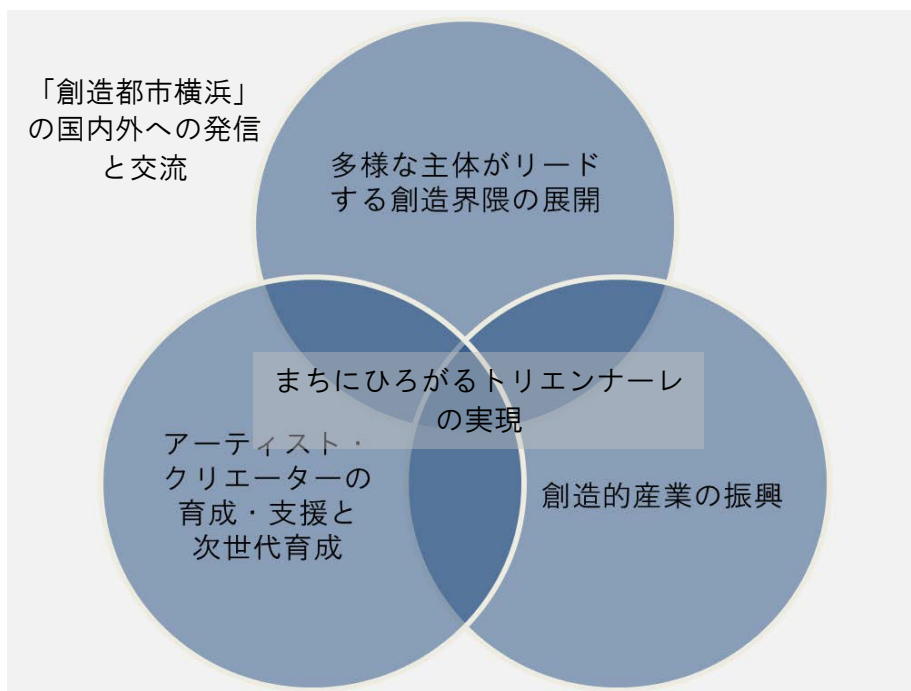 「創造都市横浜」
の国内外への発信
と交流
多様な主体がリード
する創造界隈の展開
まちにひろがるトリエンナーレ
の実現
アーティスト・
クリエーターの
育成・支援と
次世代育成
創造的産業の振興